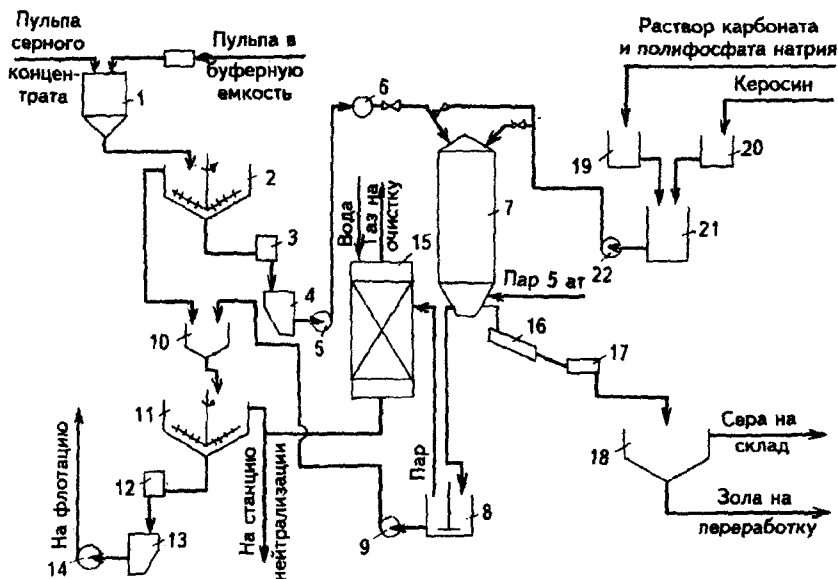 Пульпа
серного
концен-
трата
Пульпа в
буферную
емкость
Раствор карбоната
и полифосфата натрия
Керосин
1
2
3
4
5
6
7
Вода
Газ на
очистку
15
19
20
21
22
Пар 5 ат
16
17
10
11
12
13
14
На флотацию
На станцию
нейтрализации
Пар
8
9
18
Сера на
склад
Зола на
переработку